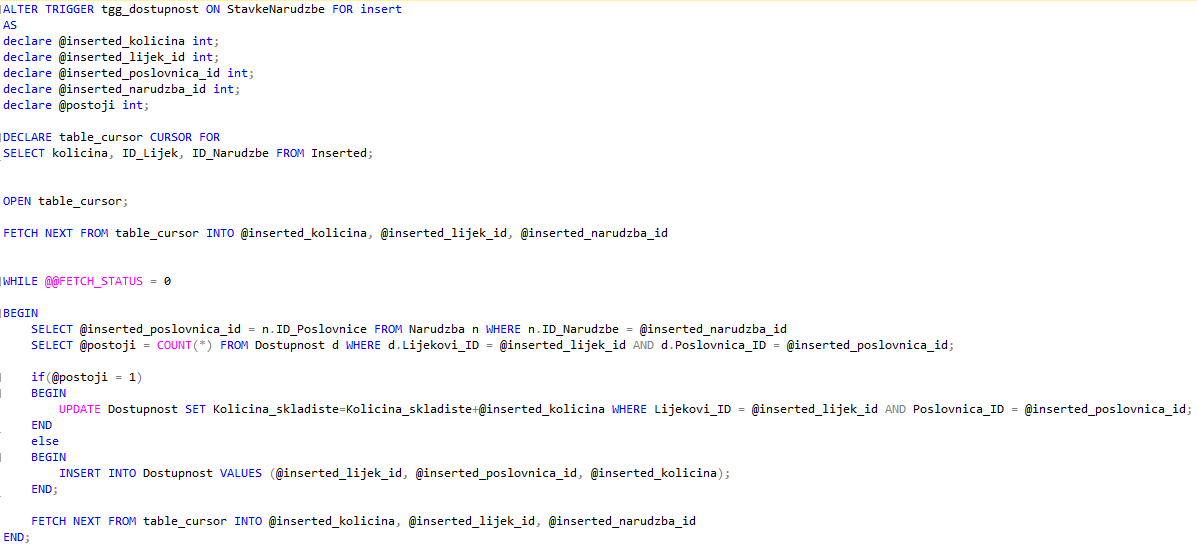 ALTER TRIGGER tgg_dostupnost ON StavkeNarudzbe FOR insert
AS
declare @inserted_kolicina int;
declare @inserted_lijek_id int;
declare @inserted_poslovnica_id int;
declare @inserted_narudzba_id int;
declare @postoji int;
DECLARE table_cursor CURSOR FOR
SELECT kolicina, ID_Lijek, ID_Narudzbe FROM Inserted;
OPEN table_cursor;
FETCH NEXT FROM table_cursor INTO @inserted_kolicina, @inserted_lijek_id, @inserted_narudzba_id
WHILE @@FETCH_STATUS = 0
BEGIN
SELECT @inserted_poslovnica_id = n.ID_Poslovnice FROM Narudzba n WHERE n.ID_Narudzbe = @inserted_narudzba_id
SELECT @postoji = COUNT(*) FROM Dostupnost d WHERE d.Lijekovi_ID = @inserted_lijek_id AND d.Poslovnica_ID = @inserted_poslovnica_id;
if(@postoji = 1)
BEGIN
UPDATE Dostupnost SET Kolicina_skladiste=Kolicina_skladiste+@inserted_kolicina WHERE Lijekovi_ID = @inserted_lijek_id AND Poslovnica_ID = @inserted_poslovnica_id;
END
else
BEGIN
INSERT INTO Dostupnost VALUES (@inserted_lijek_id, @inserted_poslovnica_id, @inserted_kolicina);
END;
FETCH NEXT FROM table_cursor INTO @inserted_kolicina, @inserted_lijek_id, @inserted_narudzba_id
END;